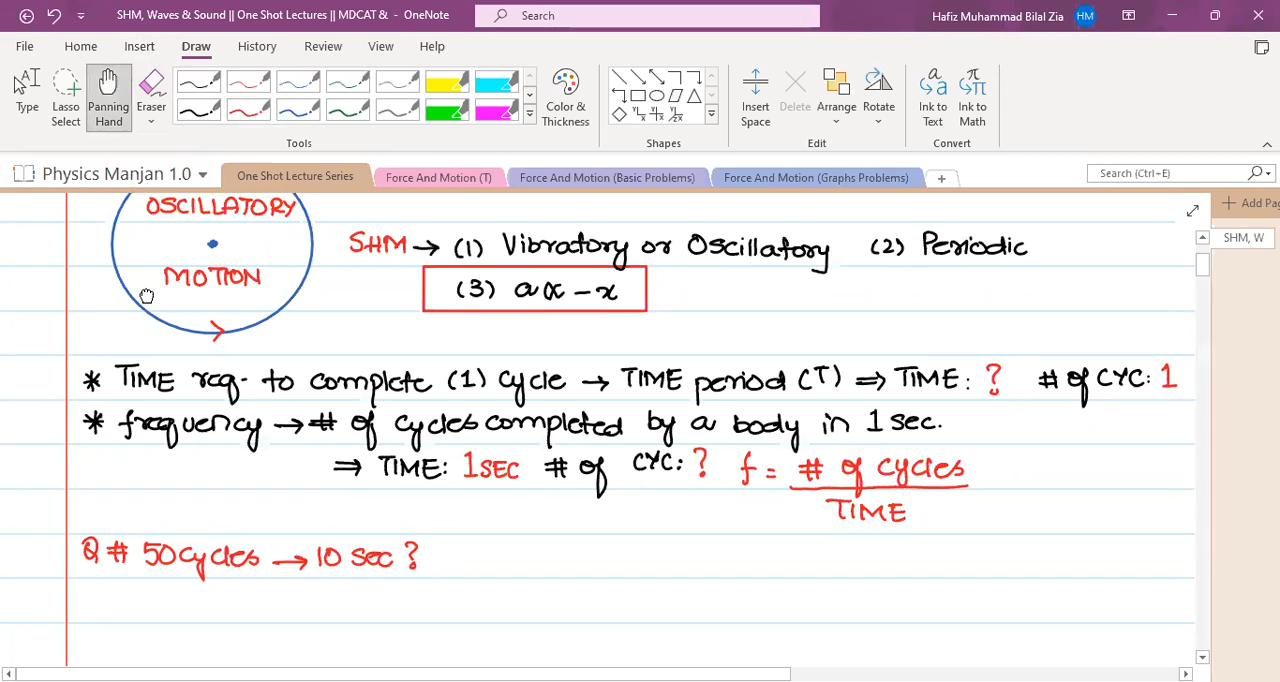 SHM, Waves & Sound || One Shot Lectures || MDCAT & - OneNote
Search
Hafiz Muhammad Bilal Zia
HM
File Home Insert Draw History Review View Help
Type
Lasso Select
Panning Hand
Eraser
Color & Thickness
Insert Space
Delete
Arrange
Rotate
Ink to Text
Ink to Math
Tools
Shapes
Edit
Convert
Physics Manjan 1.0
One Shot Lecture Series
Force And Motion (T)
Force And Motion (Basic Problems)
Force And Motion (Graphs Problems)
Search (Ctrl+E)
Add Pag
SHM, W
OSCILLATORY
MOTION
SHM → (1) Vibratory or Oscillatory (2) Periodic
(3) a ∝ - x
* TIME req. to complete (1) cycle → TIME period (T) ⇒ TIME: ? # of CYC: 1
* frequency → # of cycles completed by a body in 1 sec.
⇒ TIME: 1 SEC # of CYC: ? f = # of cycles
TIME
Q # 50 cycles → 10 sec ?